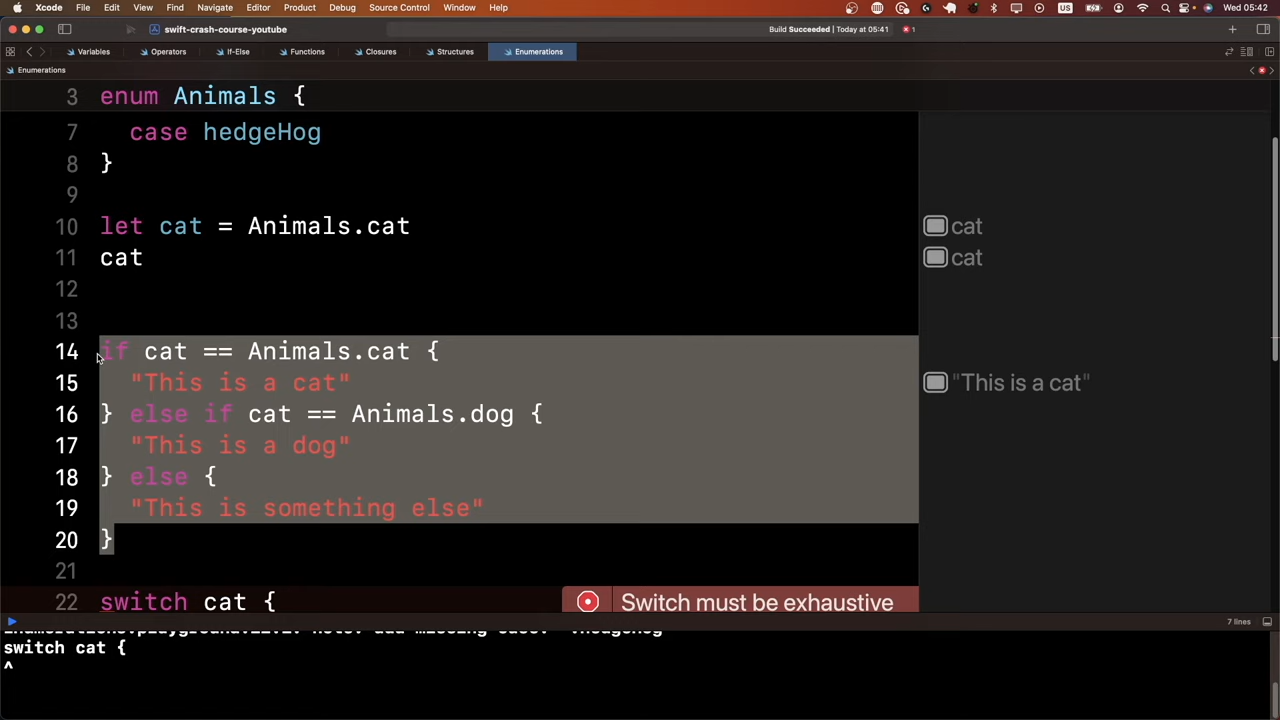 Xcode File Edit View Find Navigate Editor Product Debug Source Control Window Help US Wed 05:42
swift-crash-course-youtube Build Succeeded | Today at 05:41 1
Variables Operators If-Else Functions Closures Structures Enumerations
Enumerations
3 enum Animals {
7 case hedgeHog
8 }
9
10 let cat = Animals.cat cat
11 cat cat
12
13
14 if cat == Animals.cat {
15 "This is a cat" "This is a cat"
16 } else if cat == Animals.dog {
17 "This is a dog"
18 } else {
19 "This is something else"
20 }
21
22 switch cat { Switch must be exhaustive
7 lines
switch cat {
^